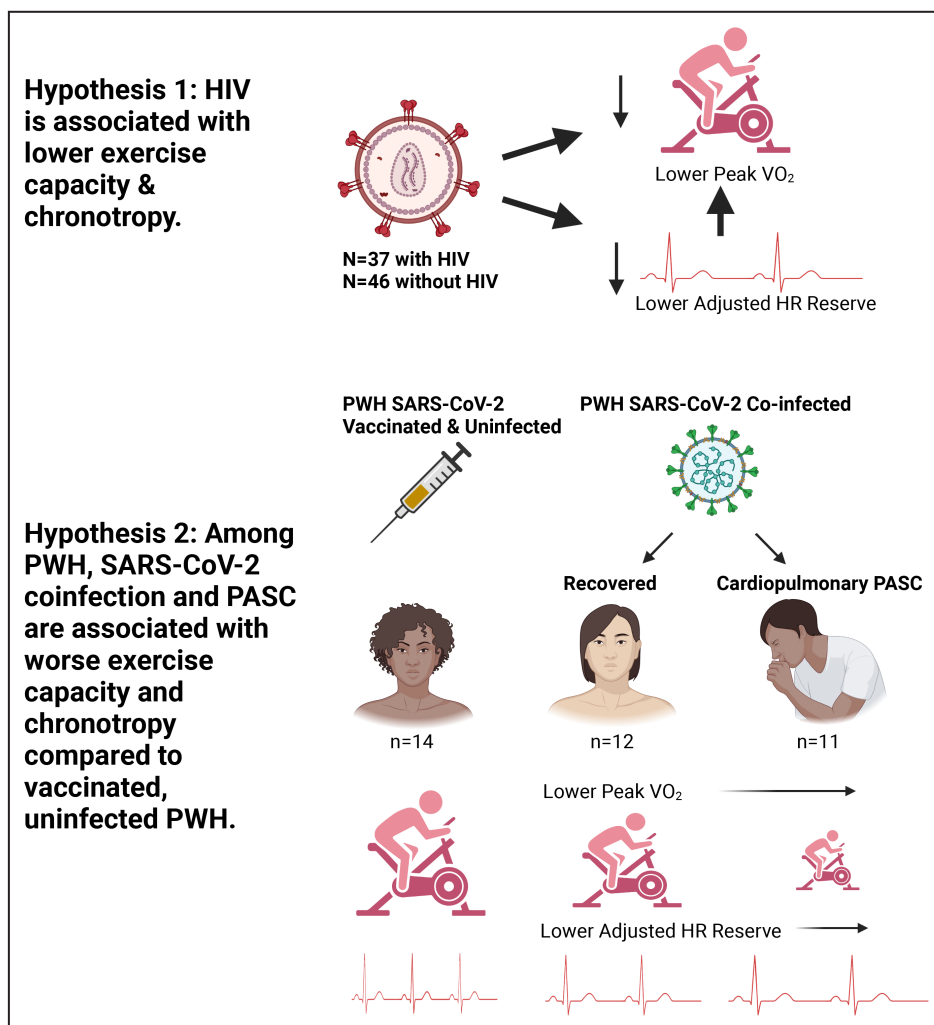 Hypothesis 1: HIV
is associated with
lower exercise
capacity &
chronotropy.
N=37 with HIV
N=46 without HIV
Lower Peak VO₂
Lower Adjusted HR Reserve
Hypothesis 2: Among
PWH, SARS-CoV-2
coinfection and PASC
are associated with
worse exercise
capacity and
chronotropy
compared to
vaccinated,
uninfected PWH.
PWH SARS-CoV-2
Vaccinated & Uninfected
PWH SARS-CoV-2 Co-infected
Recovered
Cardiopulmonary PASC
n=14
n=12
n=11
Lower Peak VO₂
Lower Adjusted HR Reserve